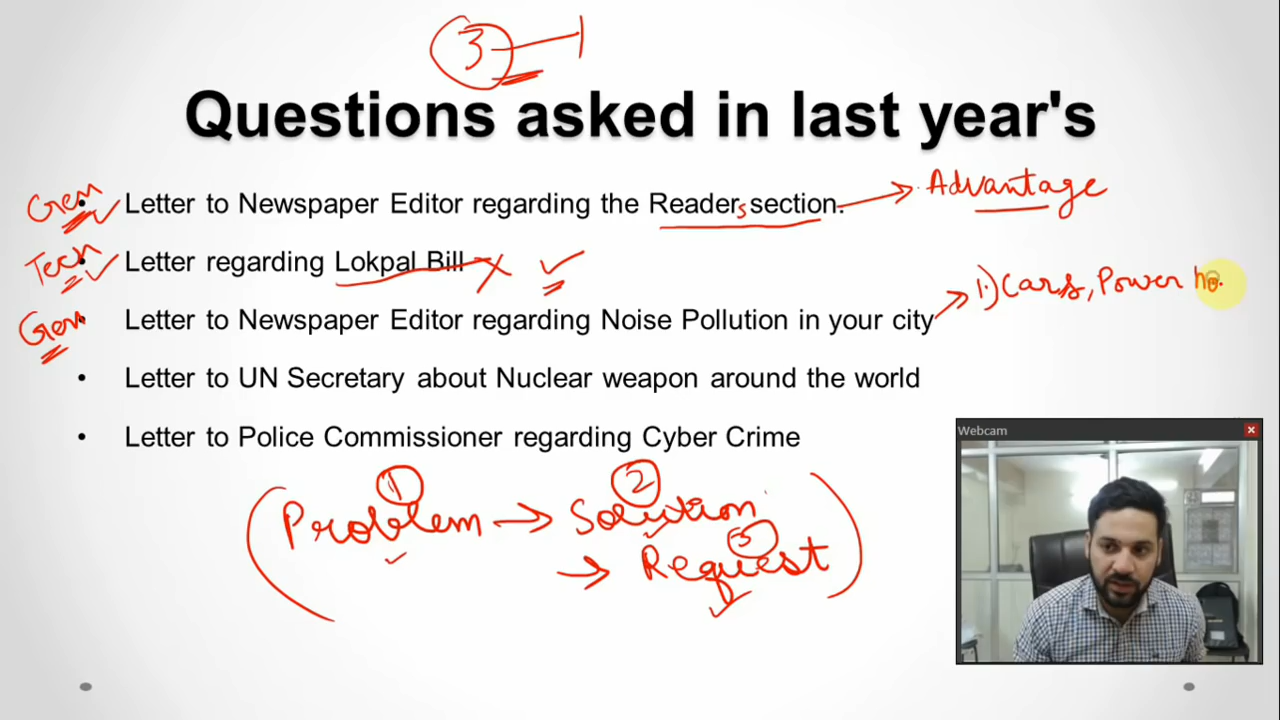 3
Questions asked in last year's
Gen • Letter to Newspaper Editor regarding the Readers section. → Advantage
Tech • Letter regarding Lokpal Bill
Gen • Letter to Newspaper Editor regarding Noise Pollution in your city → 1.) Cars, Power
• Letter to UN Secretary about Nuclear weapon around the world
• Letter to Police Commissioner regarding Cyber Crime
Webcam
1 2
(Problem → Solution
3
→ Request)